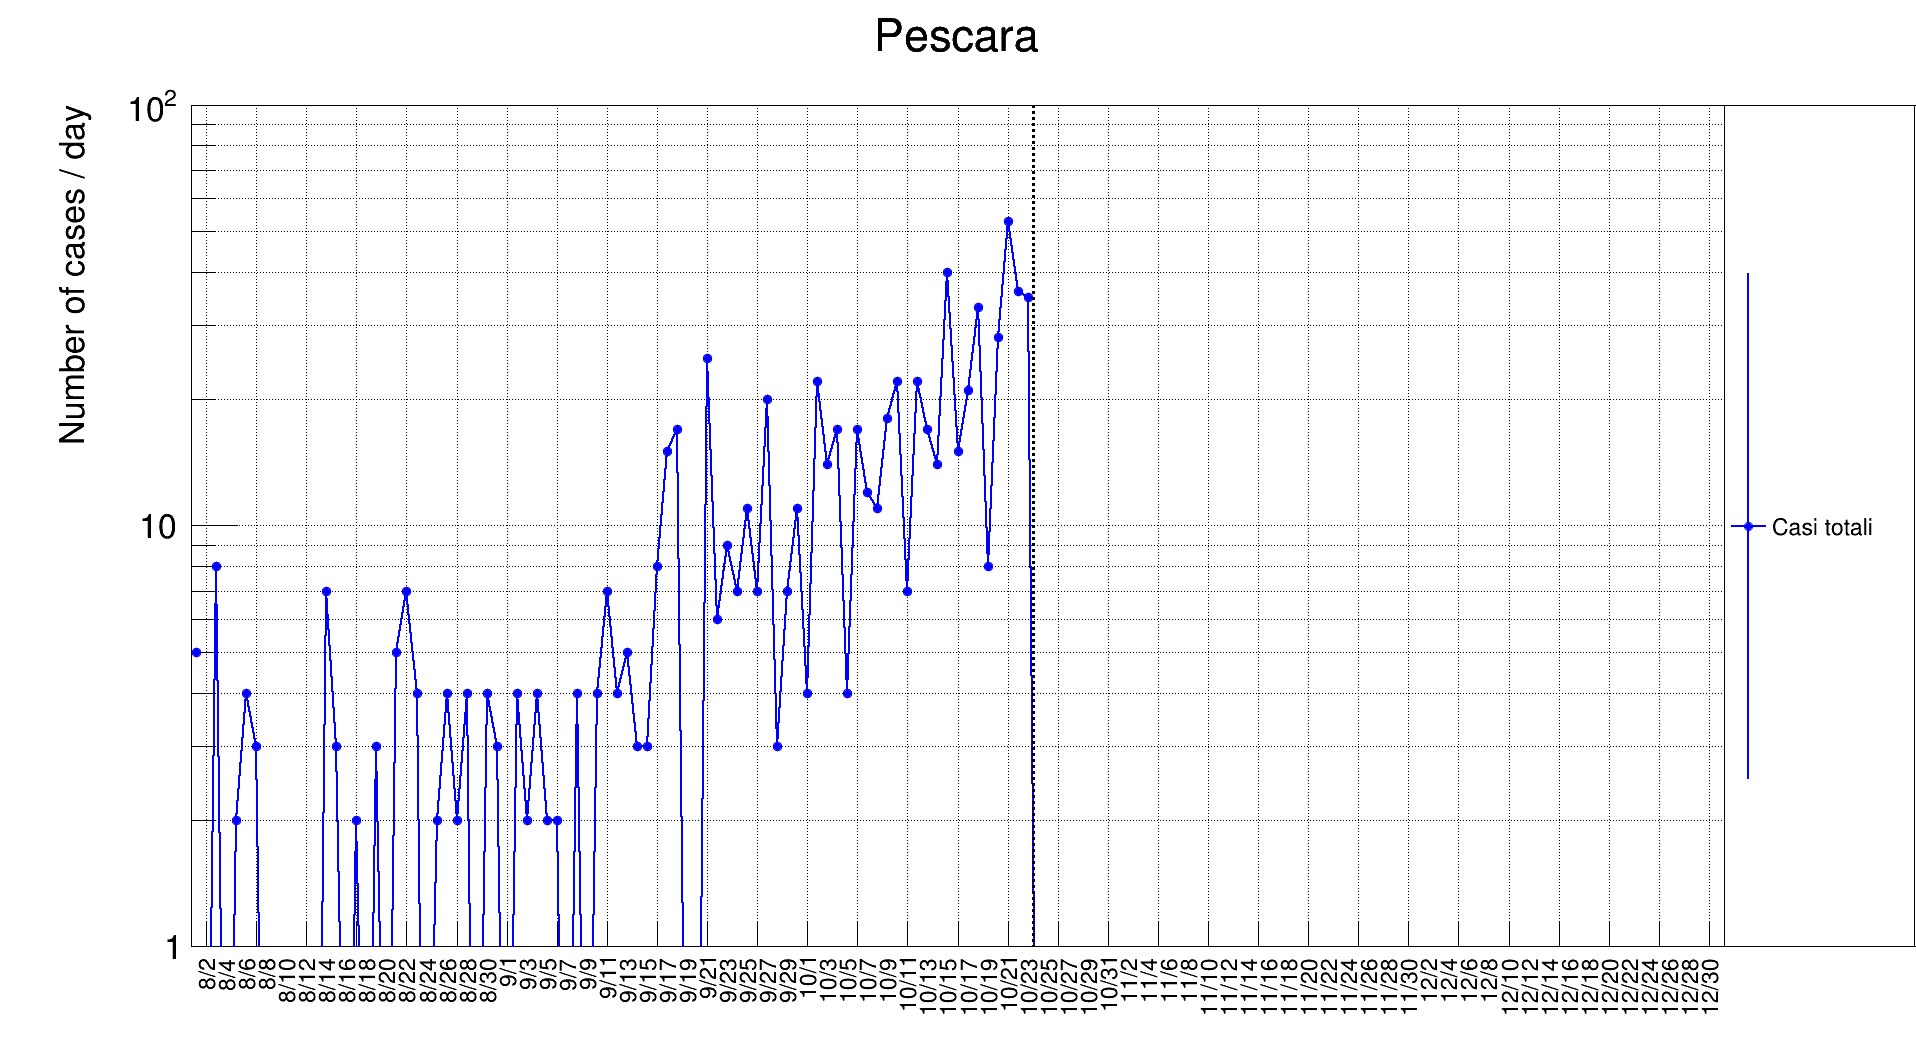 Pescara
Number of cases / day
10²
10
1
8/2 8/4 8/6 8/8 8/10 8/12 8/14 8/16 8/18 8/20 8/22 8/24 8/26 8/28 8/30 9/1 9/3 9/5 9/7 9/9 9/11 9/13 9/15 9/17 9/19 9/21 9/23 9/25 9/27 9/29 10/1 10/3 10/5 10/7 10/9 10/11 10/13 10/15 10/17 10/19 10/21 10/23 10/25 10/27 10/29 10/31 11/2 11/4 11/6 11/8 11/10 11/12 11/14 11/16 11/18 11/20 11/22 11/24 11/26 11/28 11/30 12/2 12/4 12/6 12/8 12/10 12/12 12/14 12/16 12/18 12/20 12/22 12/24 12/26 12/28 12/30
Casi totali